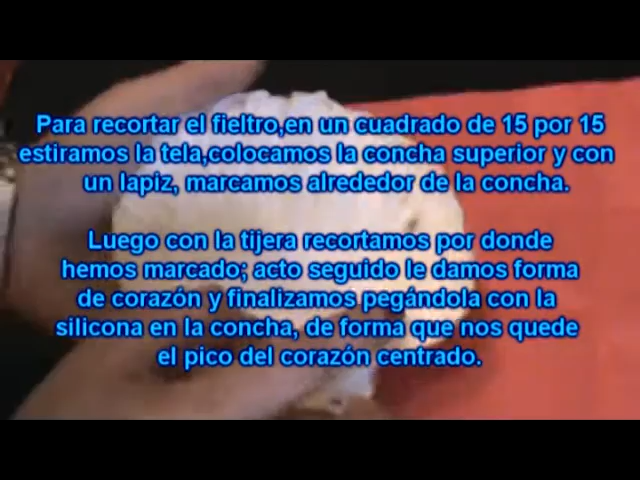 Para recortar el fieltro,en un cuadrado de 15 por 15
estiramos la tela,colocamos la concha superior y con
un lapiz, marcamos alrededor de la concha.
Luego con la tijera recortamos por donde
hemos marcado; acto seguido le damos forma
de corazón y finalizamos pegándola con la
silicona en la concha, de forma que nos quede
el pico del corazón centrado.